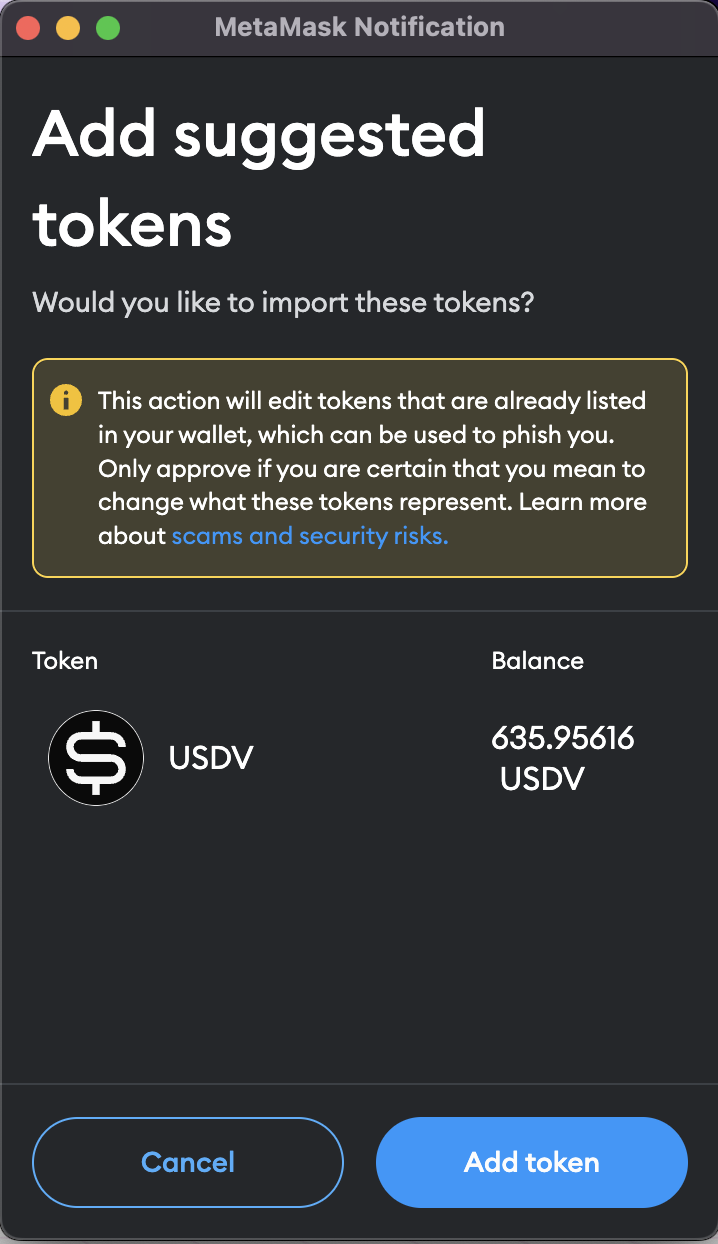 MetaMask Notification
Add suggested
tokens
Would you like to import these tokens?
This action will edit tokens that are already listed
in your wallet, which can be used to phish you.
Only approve if you are certain that you mean to
change what these tokens represent. Learn more
about scams and security risks.
Token Balance
USDV 635.95616
USDV
Cancel Add token